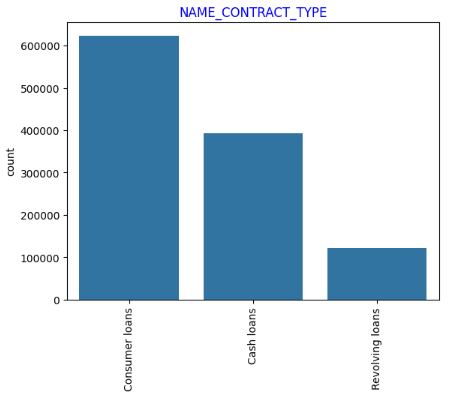 NAME_CONTRACT_TYPE
count
600000
500000
400000
300000
200000
100000
0
Consumer loans
Cash loans
Revolving loans